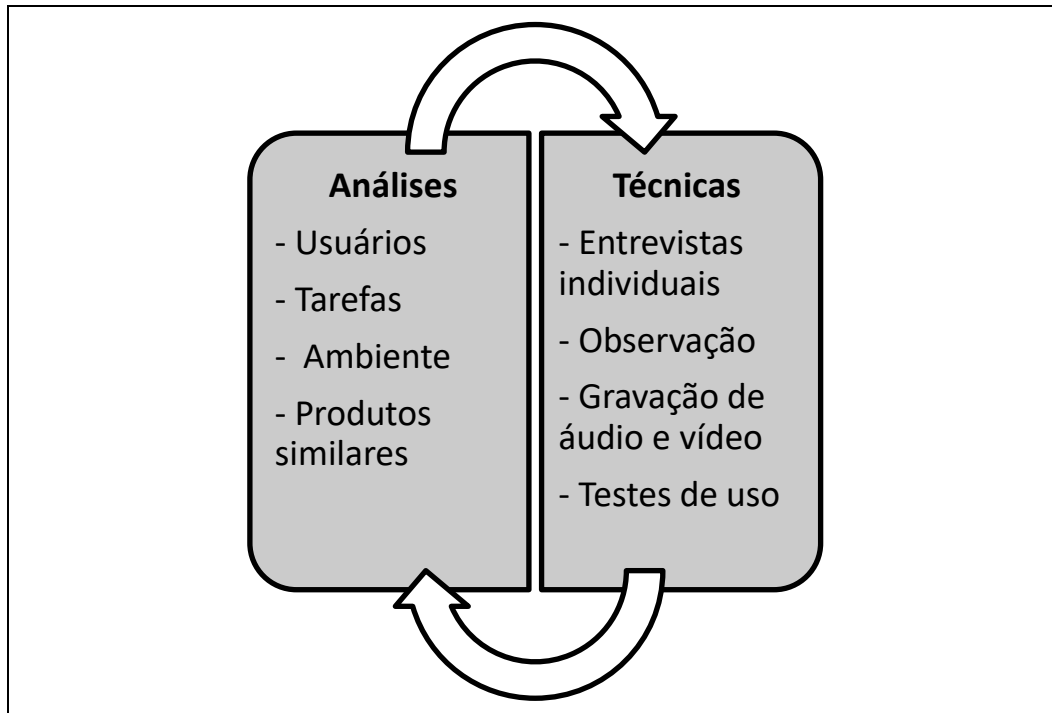 Análises
- Usuários
- Tarefas
- Ambiente
- Produtos
similares
Técnicas
- Entrevistas
individuais
- Observação
- Gravação de
áudio e vídeo
- Testes de uso